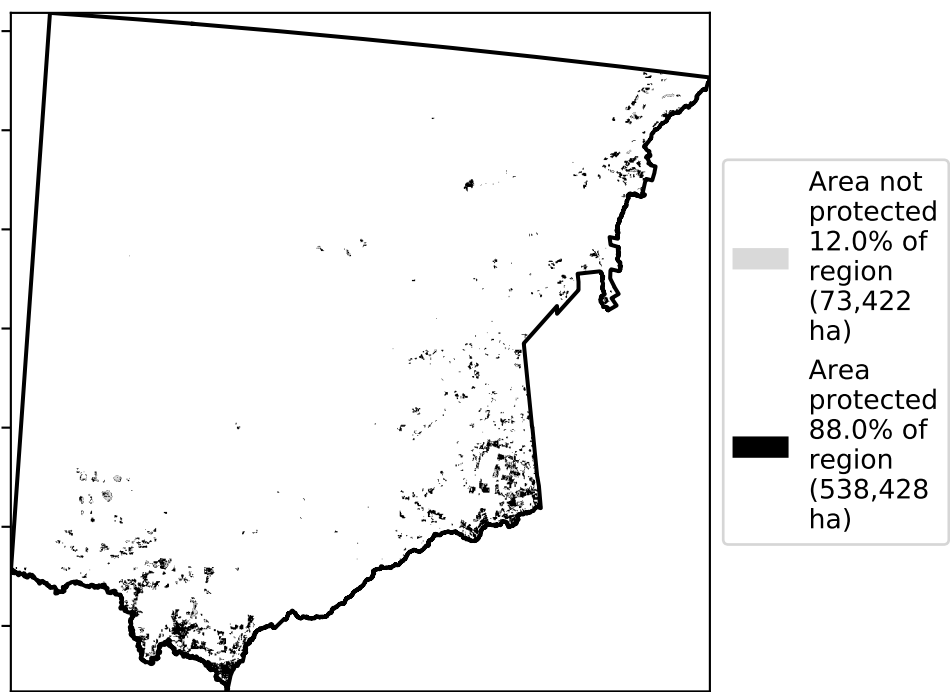 Area not
protected
12.0% of
region
(73,422
ha)
Area
protected
88.0% of
region
(538,428
ha)